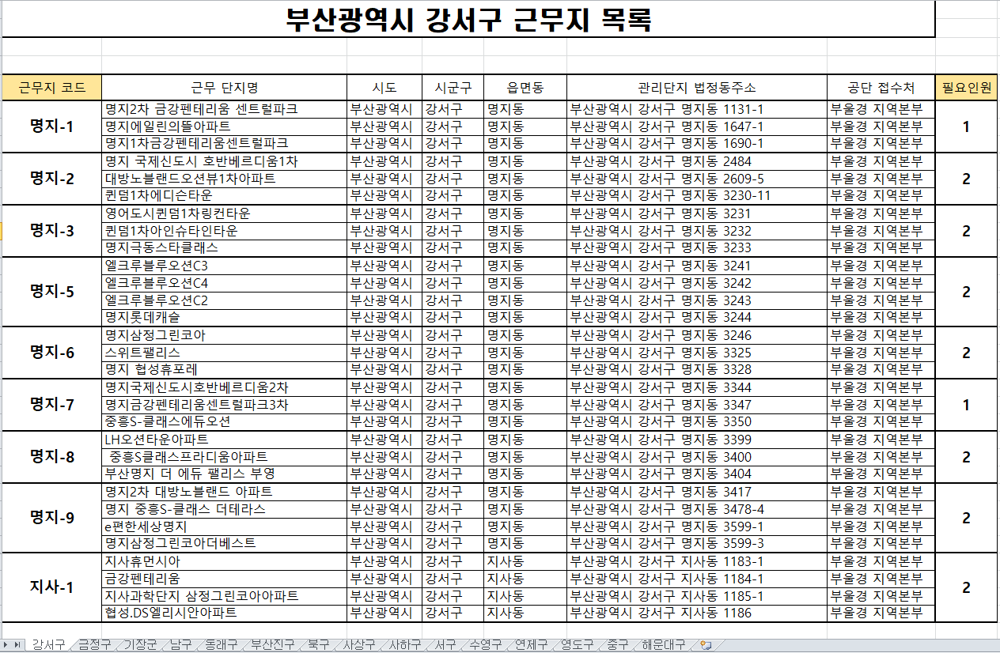 부산광역시 강서구 근무지 목록
근무지 코드 근무 단지명 시도 시군구 읍면동 관리단지 법정동주소 공단 접수처 필요인원
명지-1 명지2차 금강펜테리움 센트럴파크 부산광역시 강서구 명지동 부산광역시 강서구 명지동 1131-1 부울경 지역본부 1
명지에일린의뜰아파트 부산광역시 강서구 명지동 부산광역시 강서구 명지동 1647-1 부울경 지역본부
명지1차금강펜테리움센트럴파크 부산광역시 강서구 명지동 부산광역시 강서구 명지동 1690-1 부울경 지역본부
명지-2 명지 국제신도시 호반베르디움1차 부산광역시 강서구 명지동 부산광역시 강서구 명지동 2484 부울경 지역본부 2
대방노블랜드오션뷰1차아파트 부산광역시 강서구 명지동 부산광역시 강서구 명지동 2609-5 부울경 지역본부
퀸덤1차에디슨타운 부산광역시 강서구 명지동 부산광역시 강서구 명지동 3230-11 부울경 지역본부
명지-3 영어도시퀸덤1차링컨타운 부산광역시 강서구 명지동 부산광역시 강서구 명지동 3231 부울경 지역본부 2
퀸덤1차아인슈타인타운 부산광역시 강서구 명지동 부산광역시 강서구 명지동 3232 부울경 지역본부
명지극동스타클래스 부산광역시 강서구 명지동 부산광역시 강서구 명지동 3233 부울경 지역본부
명지-5 엘크루블루오션C3 부산광역시 강서구 명지동 부산광역시 강서구 명지동 3241 부울경 지역본부 2
엘크루블루오션C4 부산광역시 강서구 명지동 부산광역시 강서구 명지동 3242 부울경 지역본부
엘크루블루오션C2 부산광역시 강서구 명지동 부산광역시 강서구 명지동 3243 부울경 지역본부
명지롯데캐슬 부산광역시 강서구 명지동 부산광역시 강서구 명지동 3244 부울경 지역본부
명지-6 명지삼정그린코아 부산광역시 강서구 명지동 부산광역시 강서구 명지동 3246 부울경 지역본부 2
스위트팰리스 부산광역시 강서구 명지동 부산광역시 강서구 명지동 3325 부울경 지역본부
명지 협성휴포레 부산광역시 강서구 명지동 부산광역시 강서구 명지동 3328 부울경 지역본부
명지-7 명지국제신도시호반베르디움2차 부산광역시 강서구 명지동 부산광역시 강서구 명지동 3344 부울경 지역본부 1
명지금강펜테리움센트럴파크3차 부산광역시 강서구 명지동 부산광역시 강서구 명지동 3347 부울경 지역본부
중흥S-클래스에듀오션 부산광역시 강서구 명지동 부산광역시 강서구 명지동 3350 부울경 지역본부
명지-8 LH오션타운아파트 부산광역시 강서구 명지동 부산광역시 강서구 명지동 3399 부울경 지역본부 2
중흥S클래스프라디움아파트 부산광역시 강서구 명지동 부산광역시 강서구 명지동 3400 부울경 지역본부
부산명지 더 에듀 팰리스 부영 부산광역시 강서구 명지동 부산광역시 강서구 명지동 3404 부울경 지역본부
명지-9 명지2차 대방노블랜드 아파트 부산광역시 강서구 명지동 부산광역시 강서구 명지동 3417 부울경 지역본부 2
명지 중흥S-클래스 더테라스 부산광역시 강서구 명지동 부산광역시 강서구 명지동 3478-4 부울경 지역본부
e편한세상명지 부산광역시 강서구 명지동 부산광역시 강서구 명지동 3599-1 부울경 지역본부
명지삼정그린코아더베스트 부산광역시 강서구 명지동 부산광역시 강서구 명지동 3599-3 부울경 지역본부
지사-1 지사휴먼시아 부산광역시 강서구 지사동 부산광역시 강서구 지사동 1183-1 부울경 지역본부 2
금강펜테리움 부산광역시 강서구 지사동 부산광역시 강서구 지사동 1184-1 부울경 지역본부
지사과학단지 삼정그린코아아파트 부산광역시 강서구 지사동 부산광역시 강서구 지사동 1185-1 부울경 지역본부
협성.DS엘리시안아파트 부산광역시 강서구 지사동 부산광역시 강서구 지사동 1186 부울경 지역본부
강서구 금정구 기장군 남구 동래구 부산진구 북구 사상구 사하구 서구 수영구 연제구 영도구 중구 해운대구